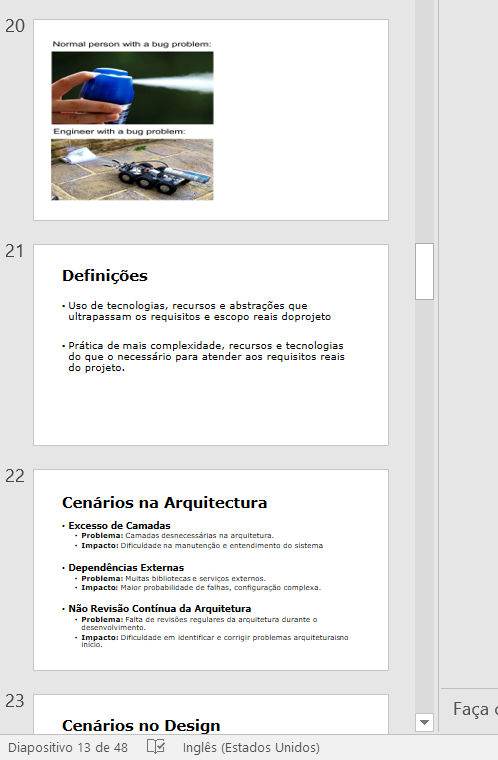 20
Normal person with a bug problem:
Engineer with a bug problem:
21
Definições
• Uso de tecnologias, recursos e abstrações que
ultrapassam os requisitos e escopo reais doprojeto
• Prática de mais complexidade, recursos e tecnologias
do que o necessário para atender aos requisitos reais
do projeto.
22
Cenários na Arquitectura
• Excesso de Camadas
• Problema: Camadas desnecessárias na arquitetura.
• Impacto: Dificuldade na manutenção e entendimento do sistema
• Dependências Externas
• Problema: Muitas bibliotecas e serviços externos.
• Impacto: Maior probabilidade de falhas, configuração complexa.
• Não Revisão Contínua da Arquitetura
• Problema: Falta de revisões regulares da arquitetura durante o
desenvolvimento.
• Impacto: Dificuldade em identificar e corrigir problemas arquiteturaisno
início.
23
Cenários no Design
Faça c
Diapositivo 13 de 48
Inglês (Estados Unidos)